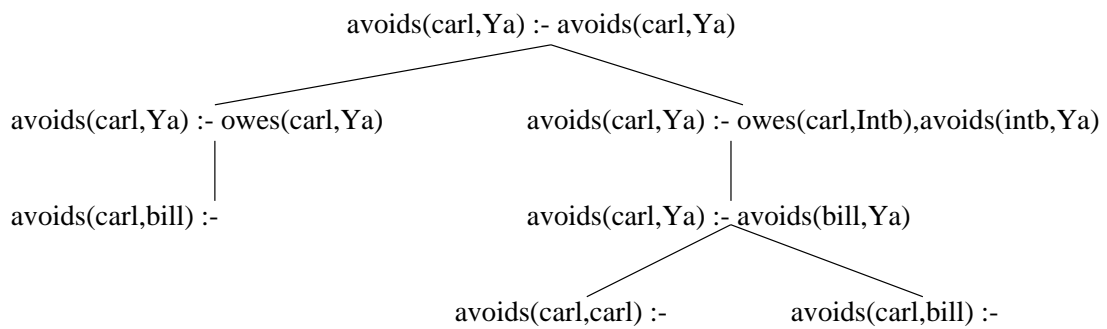 avoids(carl,Ya) :- avoids(carl,Ya)
avoids(carl,Ya) :- owes(carl,Ya)
avoids(carl,Ya) :- owes(carl,Intb),avoids(intb,Ya)
avoids(carl,bill) :-
avoids(carl,Ya) :- avoids(bill,Ya)
avoids(carl,carl) :-
avoids(carl,bill) :-